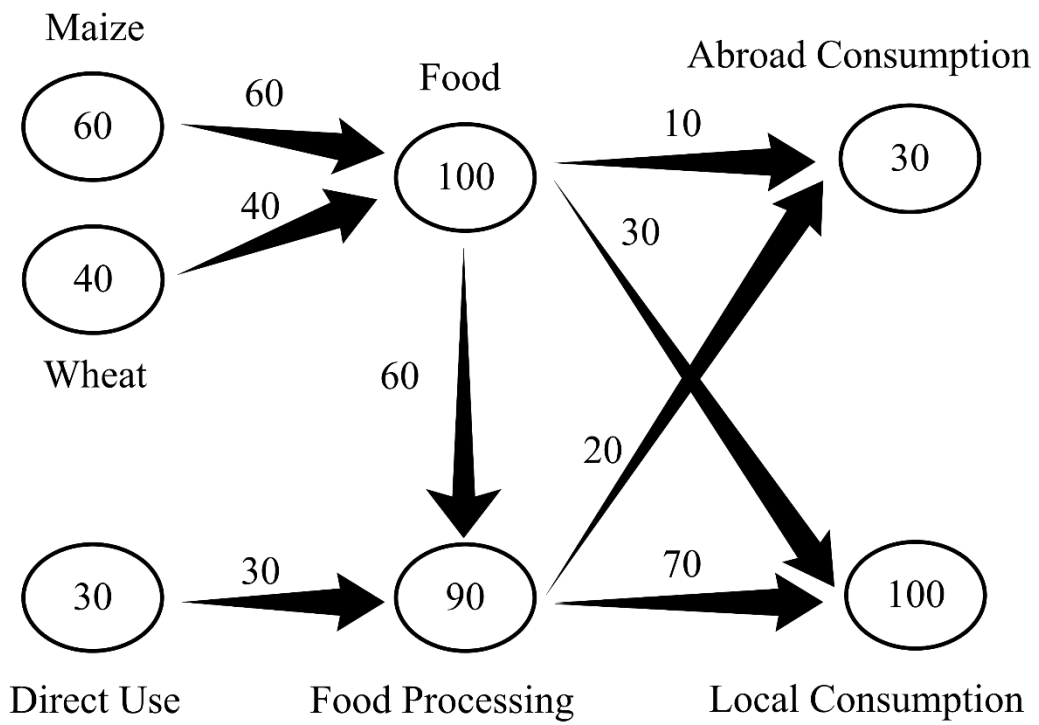 Maize
60
60
Food
100
Abroad Consumption
10
30
40
40
Wheat
30
60
20
30
30
90
70
100
Direct Use
Food Processing
Local Consumption